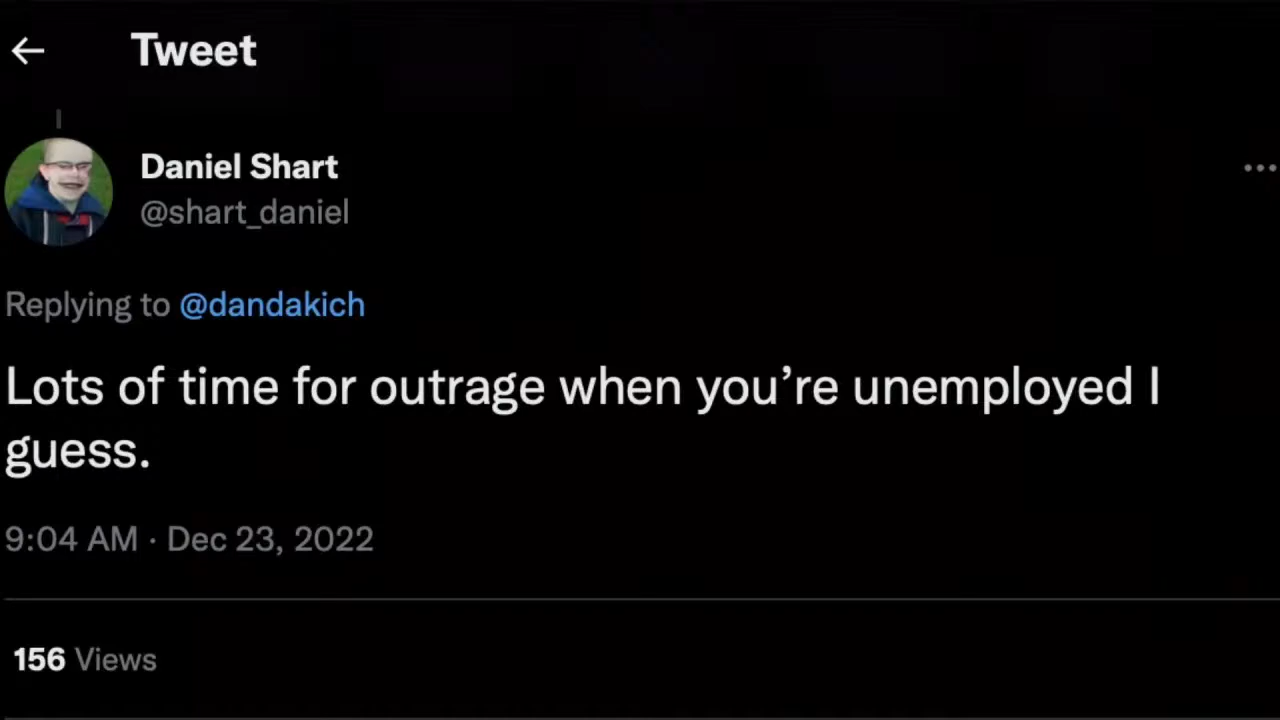 Tweet
Daniel Shart
@shart_daniel
Replying to @dandakich
Lots of time for outrage when you’re unemployed I
guess.
9:04 AM · Dec 23, 2022
156 Views